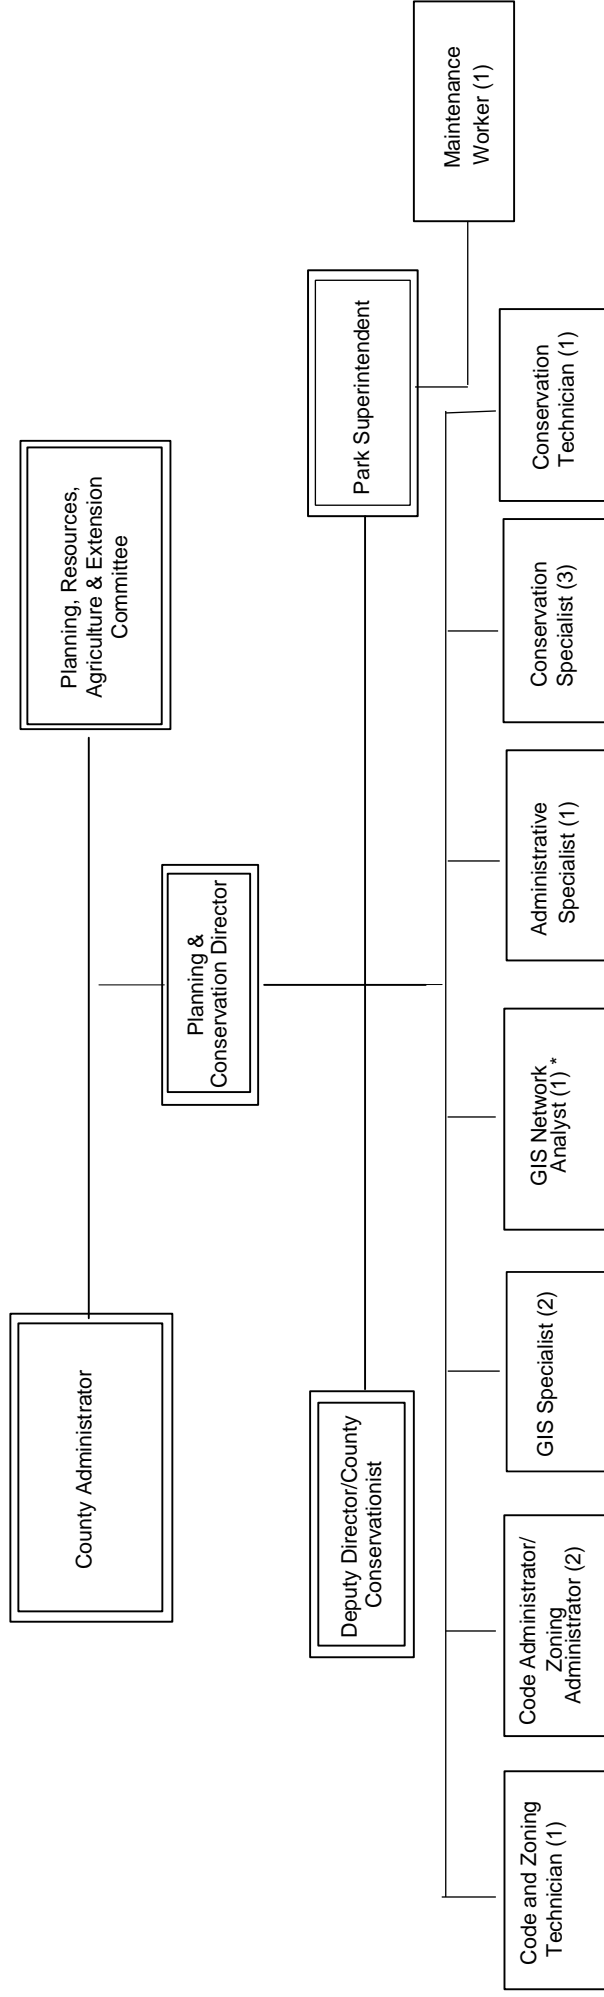 County Administrator
Planning, Resources,
Agriculture & Extension
Committee
Planning &
Conservation Director
Deputy Director/County
Conservationist
Park Superintendent
Maintenance
Worker (1)
Code and Zoning
Technician (1)
Code Administrator/
Zoning
Administrator (2)
GIS Specialist (2)
GIS Network
Analyst (1) *
Administrative
Specialist (1)
Conservation
Specialist (3)
Conservation
Technician (1)